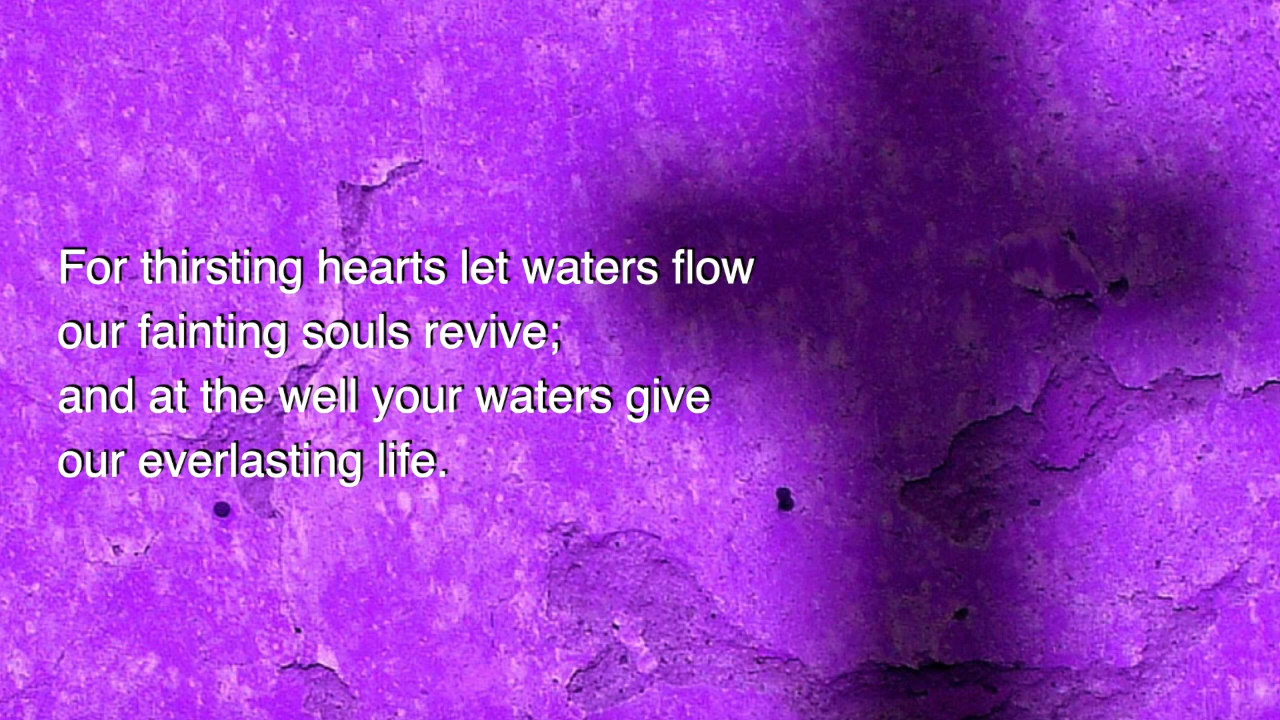 For thirsting hearts let waters flow
our fainting souls revive;
and at the well your waters give
our everlasting life.